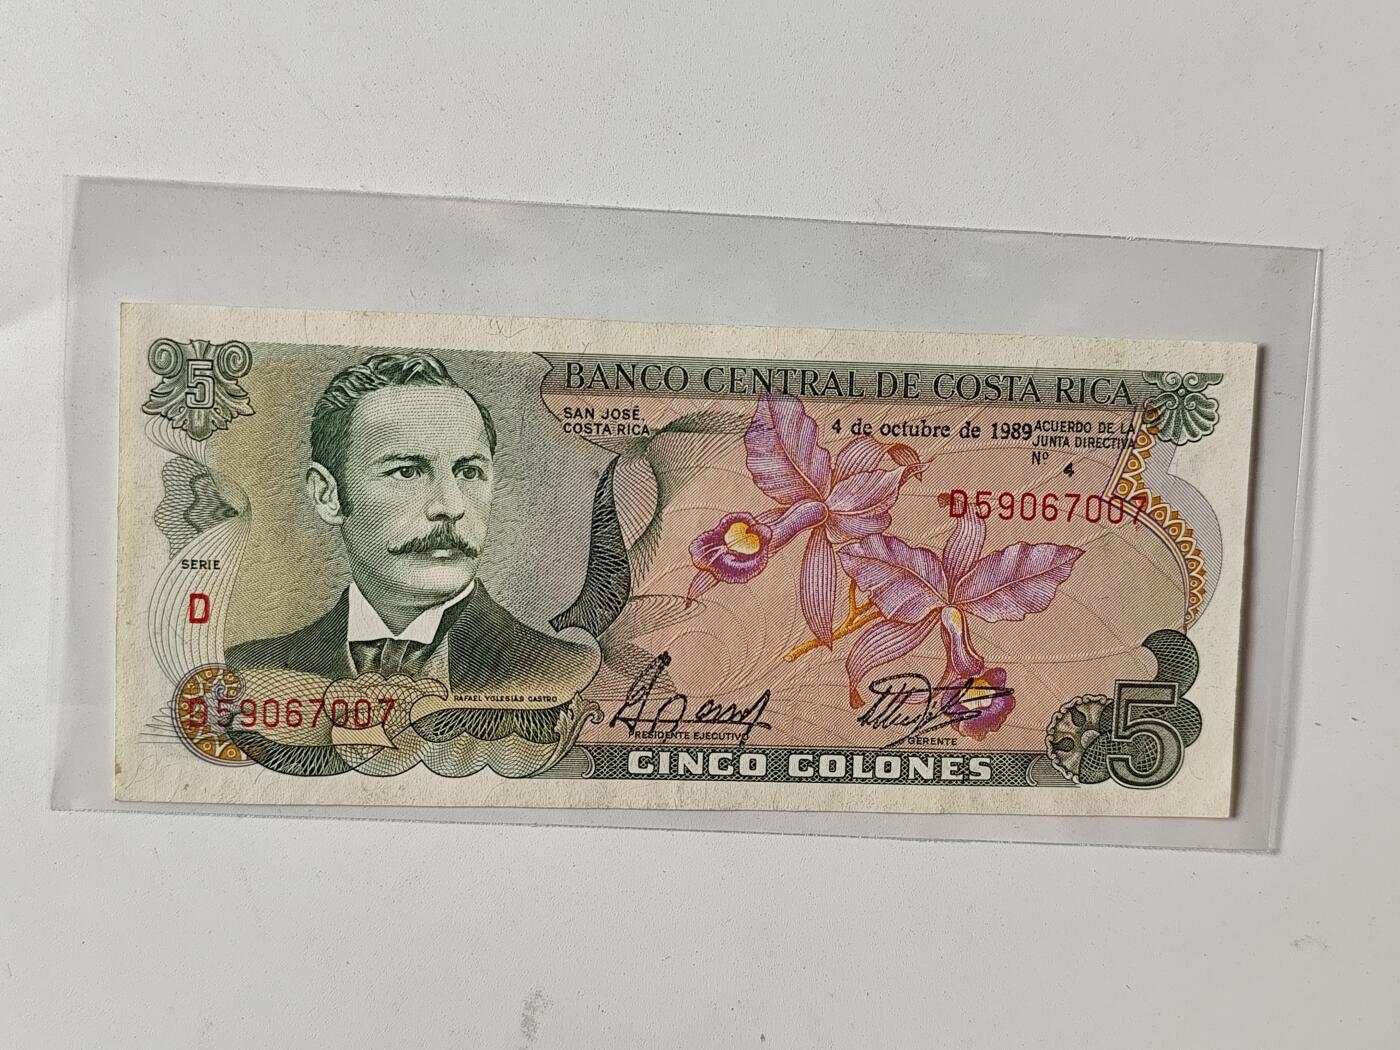 5
BANCO CENTRAL DE COSTA RICA
SAN JOSÉ,
COSTA RICA
4 de octubre de 1989
ACUERDO DE LA
JUNTA DIRECTIVA
Nº 4
D59067007
SERIE
D
D59067007
RAFAEL YGLESIAS CASTRO
PRESIDENTE EJECUTIVO
GERENTE
CINCO COLONES
5